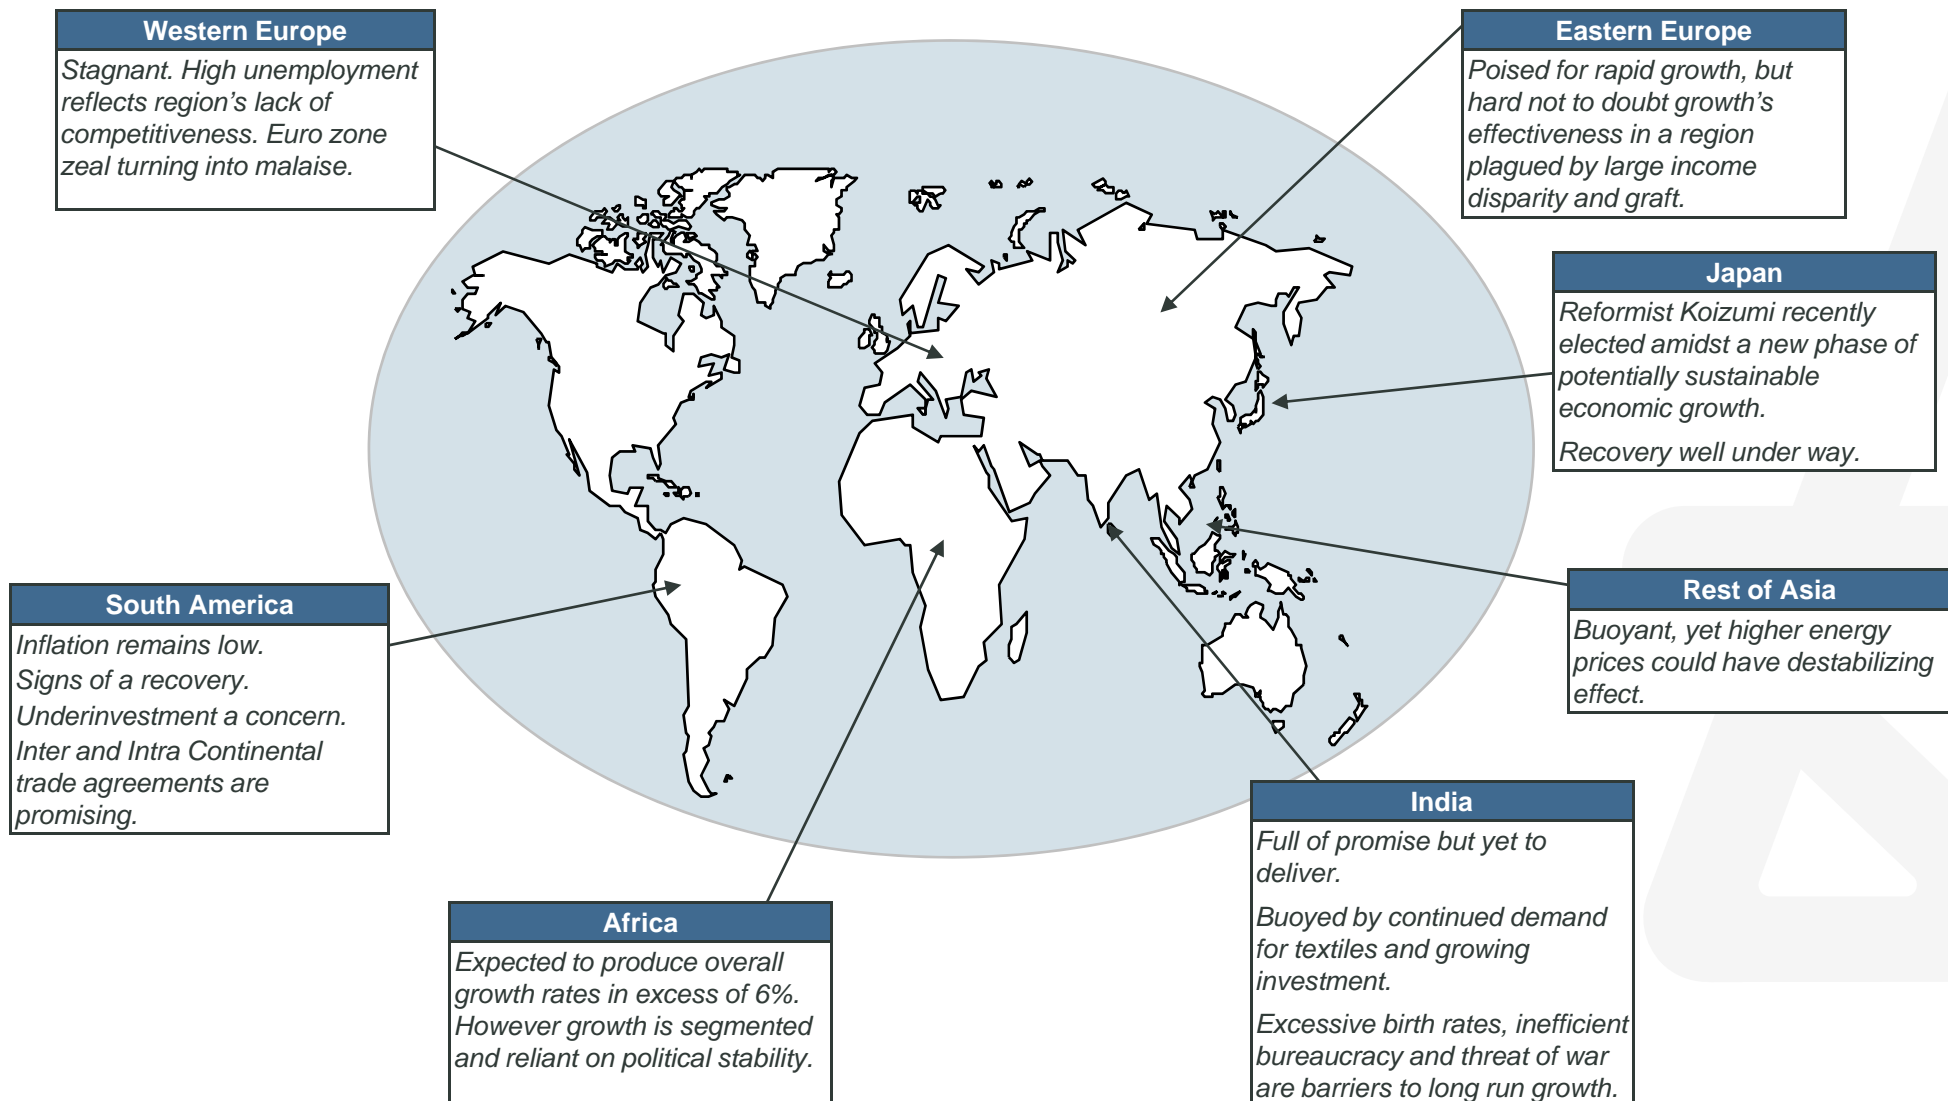 Western Europe
Stagnant. High unemployment
reflects region’s lack of
competitiveness. Euro zone
zeal turning into malaise.
Eastern Europe
Poised for rapid growth, but
hard not to doubt growth’s
effectiveness in a region
plagued by large income
disparity and graft.
Japan
Reformist Koizumi recently
elected amidst a new phase of
potentially sustainable
economic growth.
Recovery well under way.
South America
Inflation remains low.
Signs of a recovery.
Underinvestment a concern.
Inter and Intra Continental
trade agreements are
promising.
Rest of Asia
Buoyant, yet higher energy
prices could have destabilizing
effect.
India
Full of promise but yet to
deliver.
Buoyed by continued demand
for textiles and growing
investment.
Excessive birth rates, inefficient
bureaucracy and threat of war
are barriers to long run growth.
Africa
Expected to produce overall
growth rates in excess of 6%.
However growth is segmented
and reliant on political stability.